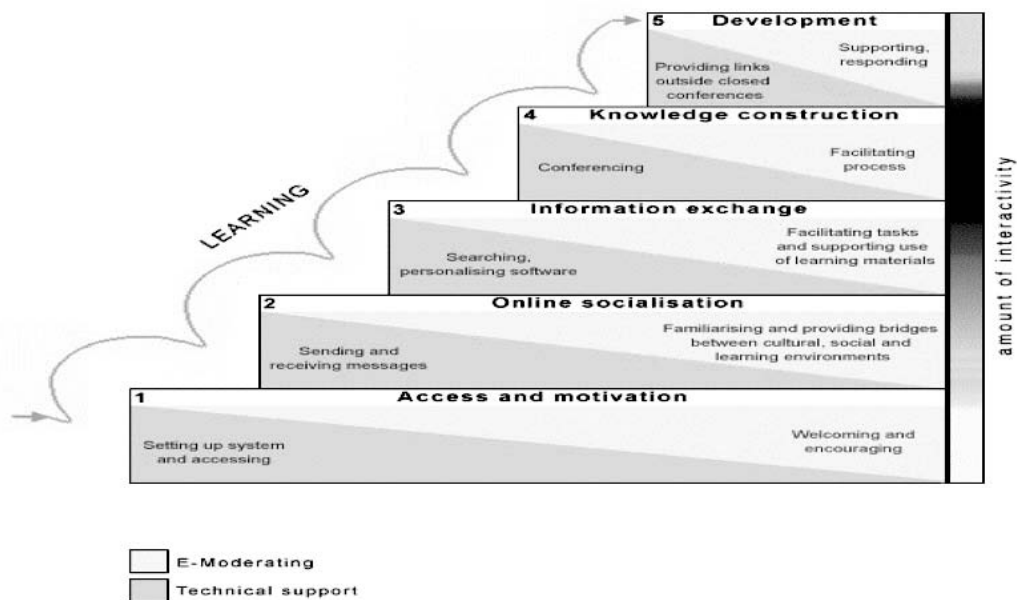 5 Development
Supporting,
responding
Providing links
outside closed
conferences
4 Knowledge construction
Conferencing
Facilitating
process
3 Information exchange
Searching,
personalising software
Facilitating tasks
and supporting use
of learning materials
2 Online socialisation
Sending and
receiving messages
Familiarising and providing bridges
between cultural, social and
learning environments
1 Access and motivation
Setting up system
and accessing
Welcoming and
encouraging
LEARNING
amount of interactivity
E-Moderating
Technical support